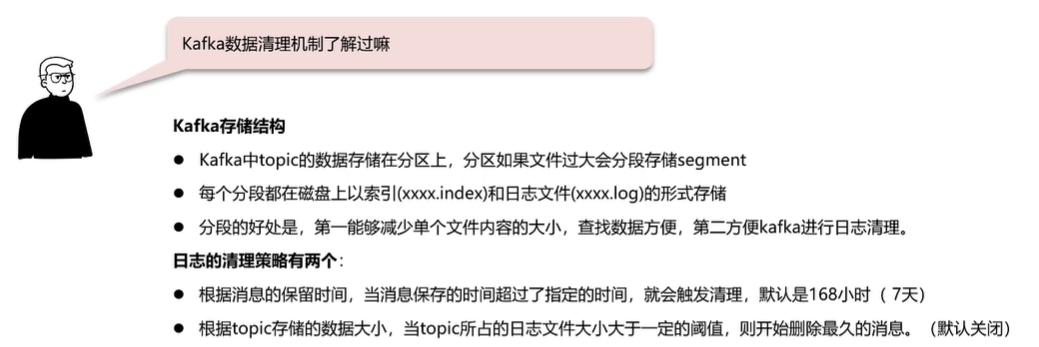 Kafka数据清理机制了解过嘛
Kafka存储结构
● Kafka中topic的数据存储在分区上，分区如果文件过大会分段存储segment
● 每个分段都在磁盘上以索引(xxxx.index)和日志文件(xxxx.log)的形式存储
● 分段的好处是，第一能够减少单个文件内容的大小，查找数据方便，第二方便kafka进行日志清理。
日志的清理策略有两个：
● 根据消息的保留时间，当消息保存的时间超过了指定的时间，就会触发清理，默认是168小时（ 7天）
● 根据topic存储的数据大小，当topic所占的日志文件大小大于一定的阈值，则开始删除最久的消息。（默认关闭）